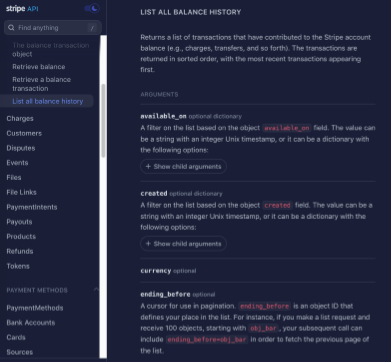 stripe API
Find anything
/
The balance transaction
object
Retrieve balance
Retrieve a balance
transaction
List all balance history
Charges
Customers
Disputes
Events
Files
File Links
PaymentIntents
Payouts
Products
Refunds
Tokens
PAYMENT METHODS
PaymentMethods
Bank Accounts
Cards
Sources
LIST ALL BALANCE HISTORY
Returns a list of transactions that have contributed to the Stripe account
balance (e.g., charges, transfers, and so forth). The transactions are
returned in sorted order, with the most recent transactions appearing
first.
ARGUMENTS
available_on optional dictionary
A filter on the list based on the object available_on field. The value can
be a string with an integer Unix timestamp, or it can be a dictionary with
the following options:
+ Show child arguments
created optional dictionary
A filter on the list based on the object created field. The value can be a
string with an integer Unix timestamp, or it can be a dictionary with the
following options:
+ Show child arguments
currency optional
ending_before optional
A cursor for use in pagination. ending_before is an object ID that
defines your place in the list. For instance, if you make a list request and
receive 100 objects, starting with obj_bar, your subsequent call can
include ending_before=obj_bar in order to fetch the previous page of
the list.